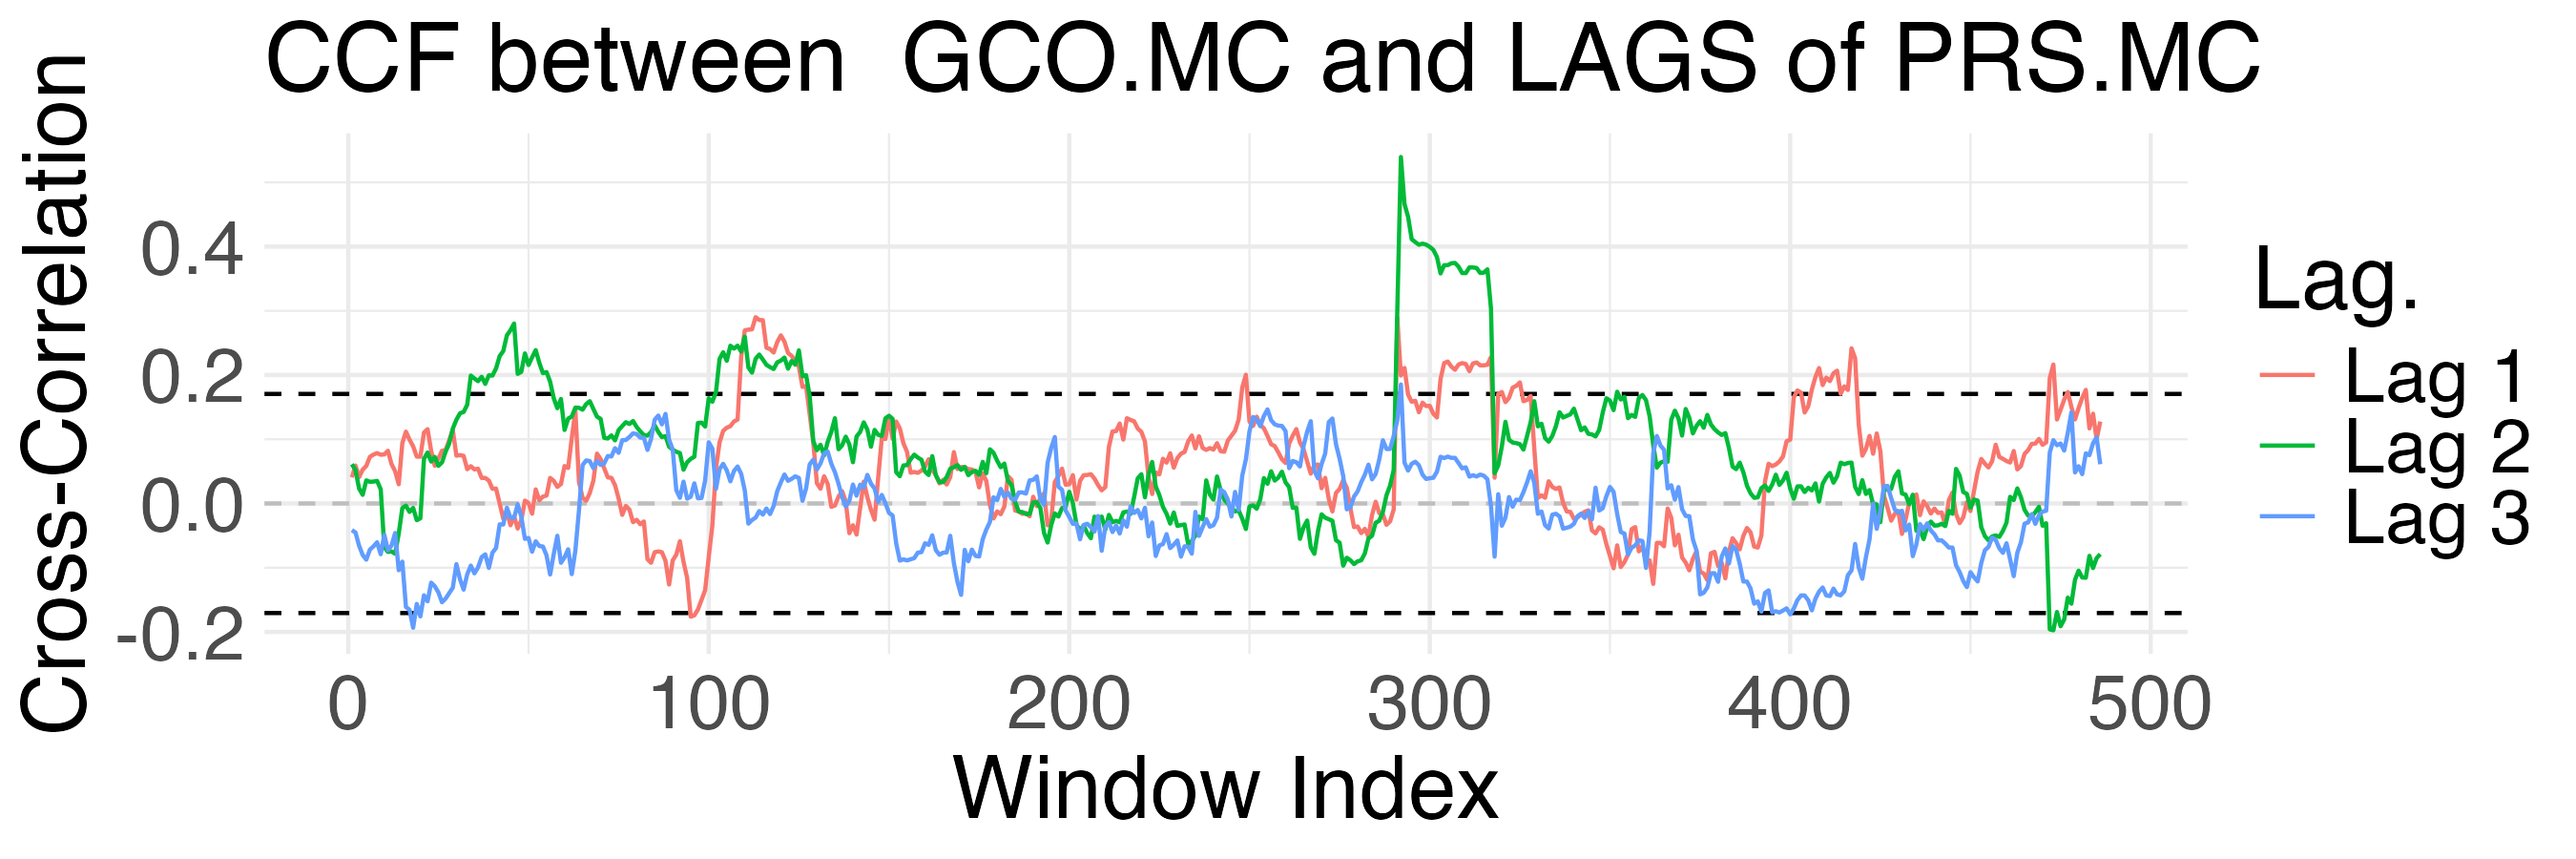 CCF between  GCO.MC and LAGS of PRS.MC
Cross-Correlation
0.4
0.2
0.0
-0.2
0 100 200 300 400 500
Window Index
Lag.
Lag 1
Lag 2
Lag 3